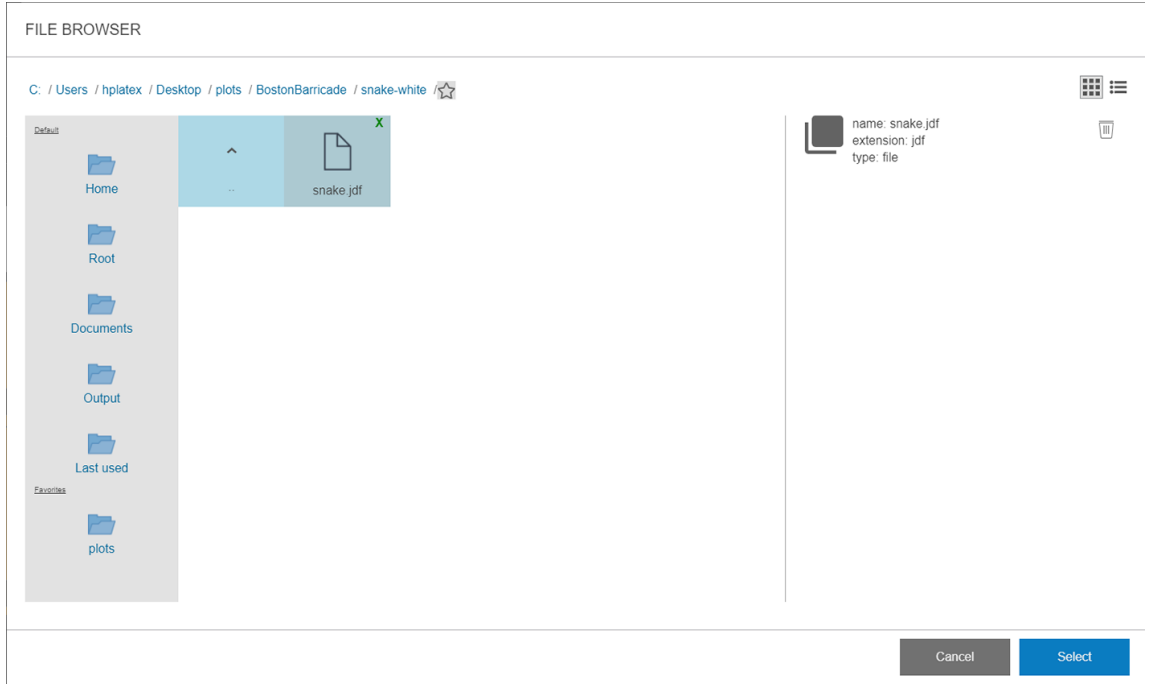 FILE BROWSER
C: / Users / hplatex / Desktop / plots / BostonBarricade / snake-white /
Default
Home
Root
Documents
Output
Last used
Favorites
plots
..
X
snake.jdf
name: snake.jdf
extension: jdf
type: file
Cancel
Select